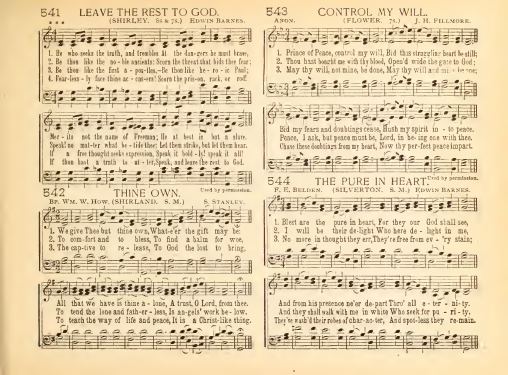 541 LEAVE THE REST TO GOD.
(SHIRLEY. 8s & 7s.) EDWIN BARNES.
1. He who seeks the truth, and trembles At the dangers he must brave,
2. Be thou like the no-ble ancients: Scorn the threat that bids thee fear;
3. Be thou like the first a-pos-tles,—Be thou like he-ro-ic Paul;
4. Fear-less-ly face thine ac-cusers! Scorn the pris-on, rack, or rod!
Mer-its not the name of Freeman; He at best is but a slave.
Speak! no mat-ter what be-tide thee; Let them strike, but let them hear.
If a free thought seeks expression, Speak it bold-ly! speak it all!
If thou hast a truth to ut-ter, Speak, and leave the rest to God.
Used by permission.
542 THINE OWN.
BP. WM. W. HOW. (SHIRLAND. S. M.) S. STANLEY.
1. We give Thee but thine own, What-e'er the gift may be:
2. To com-fort and to bless, To find a balm for woe,
3. The cap-tive to re-lease, To God the lost to bring,
All that we have is thine a-lone, A trust, O Lord, from thee.
To tend the lone and fath-er-less, Is an-gels' work be-low.
To teach the way of life and peace, It is a Christ-like thing.
543 CONTROL MY WILL.
ANON. (FLOWER. 7s.) J. H. FILLMORE.
1. Prince of Peace, control my will, Bid this struggling heart be still;
2. Thou hast bought me with thy blood, Open'd wide the gate to God;
3. May thy will, not mine, be done, May thy will and mine be one;
Bid my fears and doubtings cease, Hush my spirit in-to peace.
Peace, I ask, but peace must be, Lord, in be-ing one with thee.
Chase these doubtings from my heart, Now thy per-fect peace impart.
Used by permission.
544 THE PURE IN HEART.
F. E. BELDEN. (SILVERTON. S. M.) EDWIN BARNES.
1. Blest are the pure in heart, For they our God shall see,
2. I will be their de-light Who here de-light in me,
3. No more in thought they err, They're free from ev-'ry stain;
And from his presence ne'er de-part Thro' all e-ter-ni-ty.
And they shall walk with me in white Who seek for pu-ri-ty.
They've wash'd their robes of char-ac-ter, And spot-less they re-main.